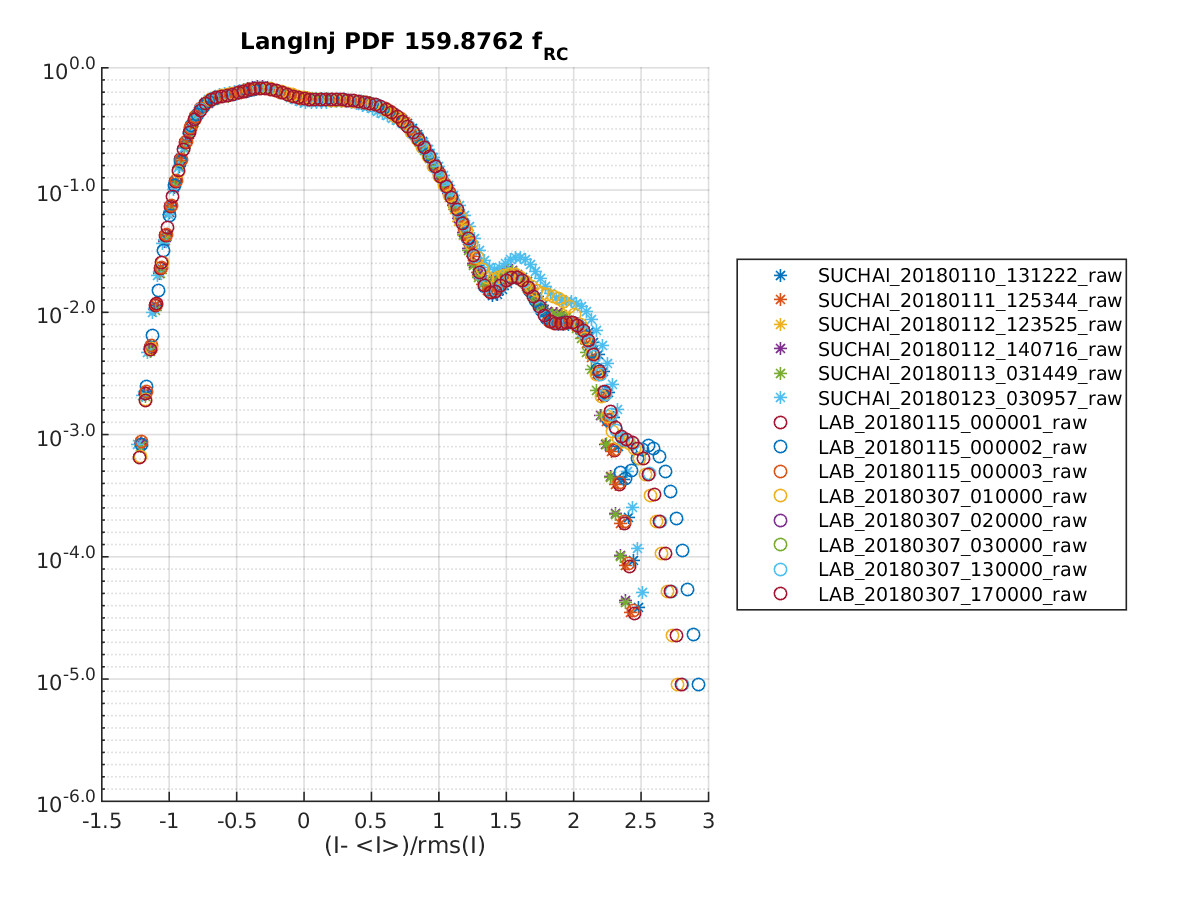 LangInj PDF 159.8762 f_RC
10^0.0
10^-1.0
10^-2.0
10^-3.0
10^-4.0
10^-5.0
10^-6.0
-1.5 -1 -0.5 0 0.5 1 1.5 2 2.5 3
(I- <I>)/rms(I)
SUCHAI_20180110_131222_raw
SUCHAI_20180111_125344_raw
SUCHAI_20180112_123525_raw
SUCHAI_20180112_140716_raw
SUCHAI_20180113_031449_raw
SUCHAI_20180123_030957_raw
LAB_20180115_000001_raw
LAB_20180115_000002_raw
LAB_20180115_000003_raw
LAB_20180307_010000_raw
LAB_20180307_020000_raw
LAB_20180307_030000_raw
LAB_20180307_130000_raw
LAB_20180307_170000_raw